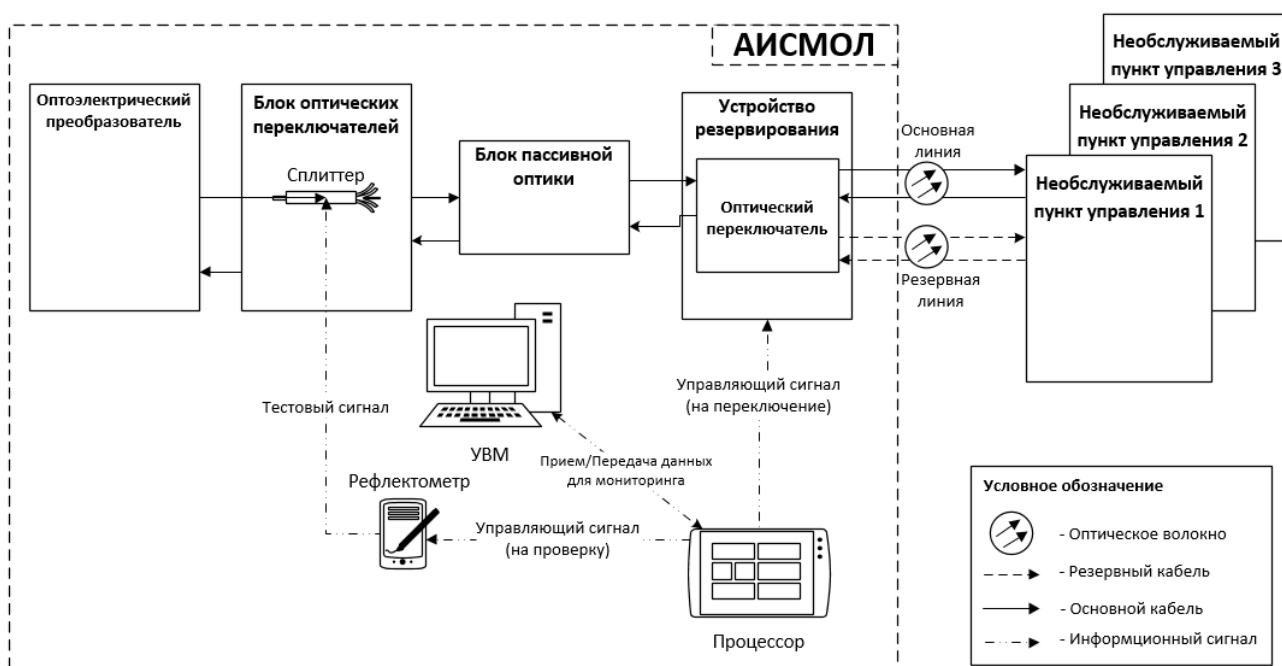 АИСМОЛ
Оптоэлектрический
преобразователь
Блок оптических
переключателей
Сплиттер
Блок пассивной
оптики
Устройство
резервирования
Оптический
переключатель
Основная
линия
Резервная
линия
Необслуживаемый
пункт управления 3
Необслуживаемый
пункт управления 2
Необслуживаемый
пункт управления 1
Тестовый сигнал
УВМ
Управляющий сигнал
(на переключение)
Прием/Передача данных
для мониторинга
Рефлектометр
Управляющий сигнал
(на проверку)
Процессор
Условное обозначение
- Оптическое волокно
- Резервный кабель
- Основной кабель
- Информционный сигнал